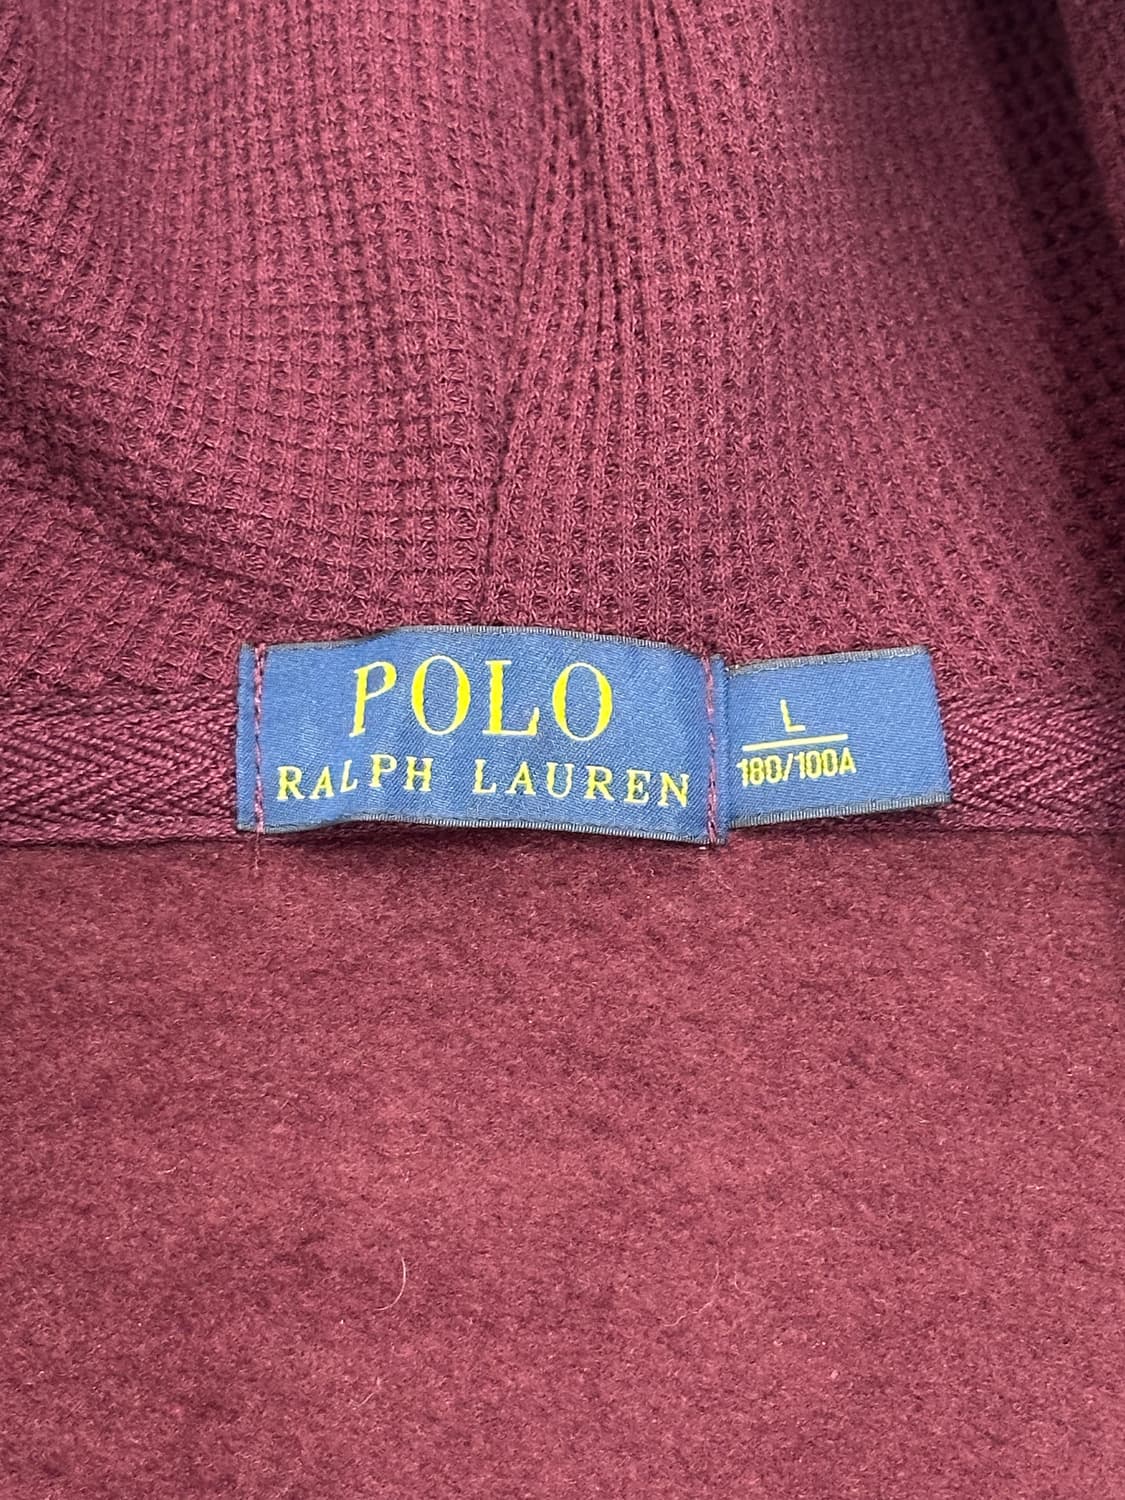 POLO
RALPH LAUREN
L
180/100A